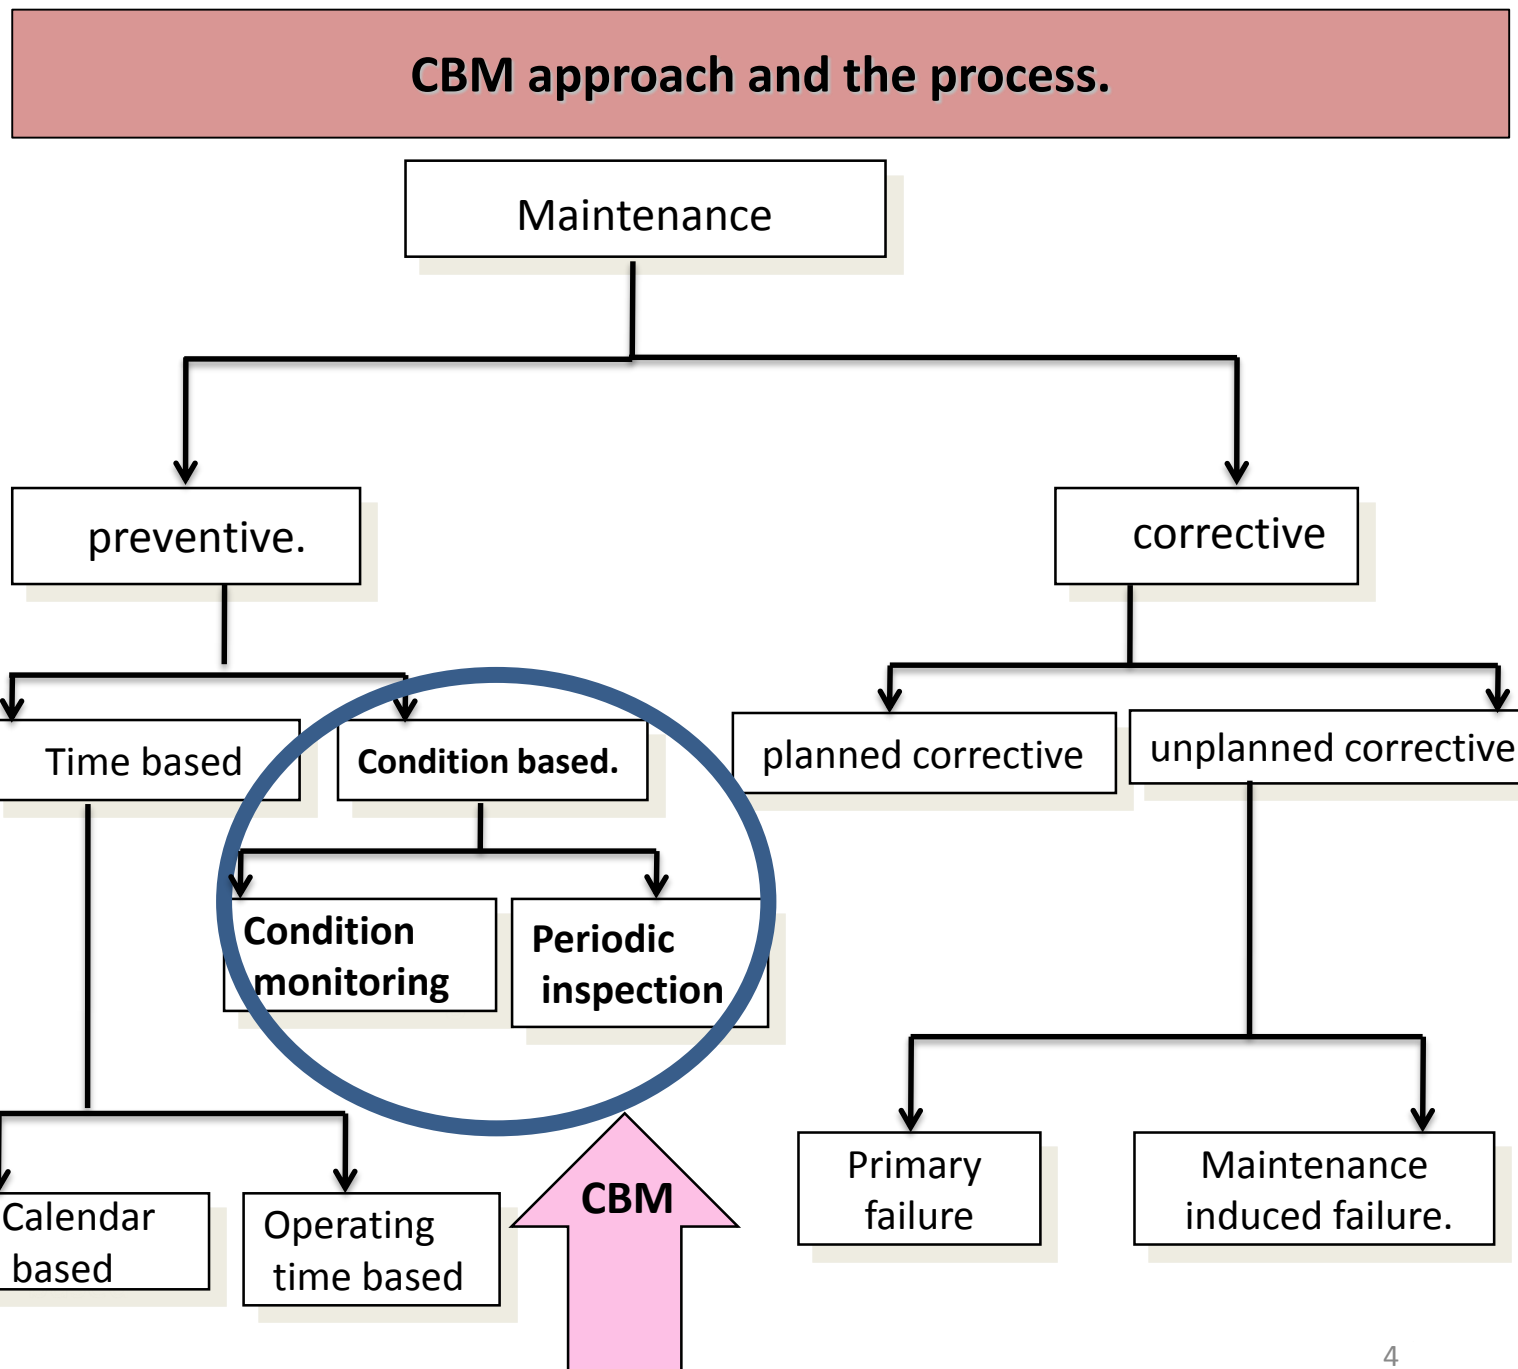 CBM approach and the process.
Maintenance
preventive.
corrective
Time based
Condition based.
planned corrective
unplanned corrective
Condition
monitoring
Periodic
inspection
Primary
failure
Maintenance
induced failure.
Calendar
based
Operating
time based
CBM
4